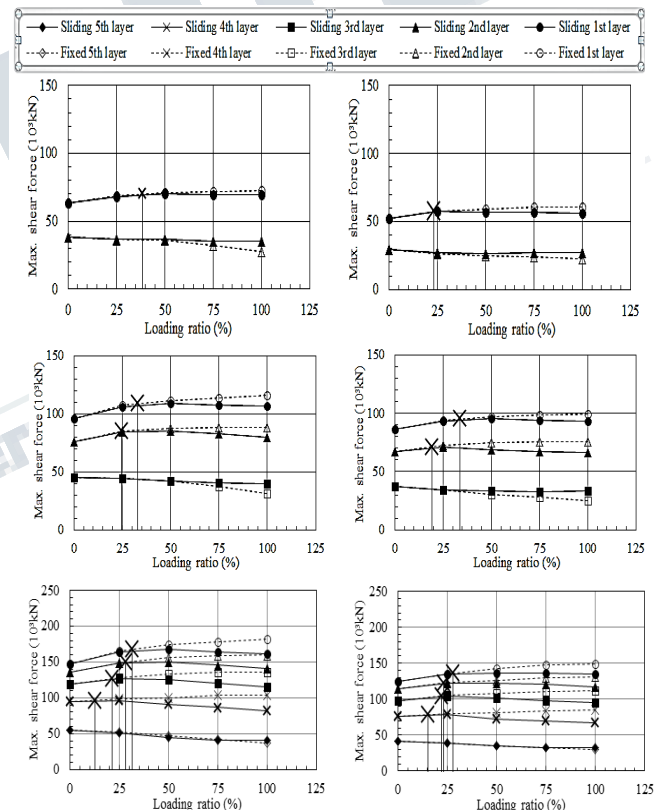 Sliding 5th layer Sliding 4th layer Sliding 3rd layer Sliding 2nd layer Sliding 1st layer
Fixed 5th layer Fixed 4th layer Fixed 3rd layer Fixed 2nd layer Fixed 1st layer
Max. shear force (10³kN)
150
100
50
0
0 25 50 75 100 125
Loading ratio (%)
Max. shear force (10³kN)
150
100
50
0
0 25 50 75 100 125
Loading ratio (%)
Max. shear force (10³kN)
150
100
50
0
0 25 50 75 100 125
Loading ratio (%)
Max. shear force (10³kN)
150
100
50
0
0 25 50 75 100 125
Loading ratio (%)
Max. shear force (10³kN)
250
200
150
100
50
0
0 25 50 75 100 125
Loading ratio (%)
Max. shear force (10³kN)
250
200
150
100
50
0
0 25 50 75 100 125
Loading ratio (%)